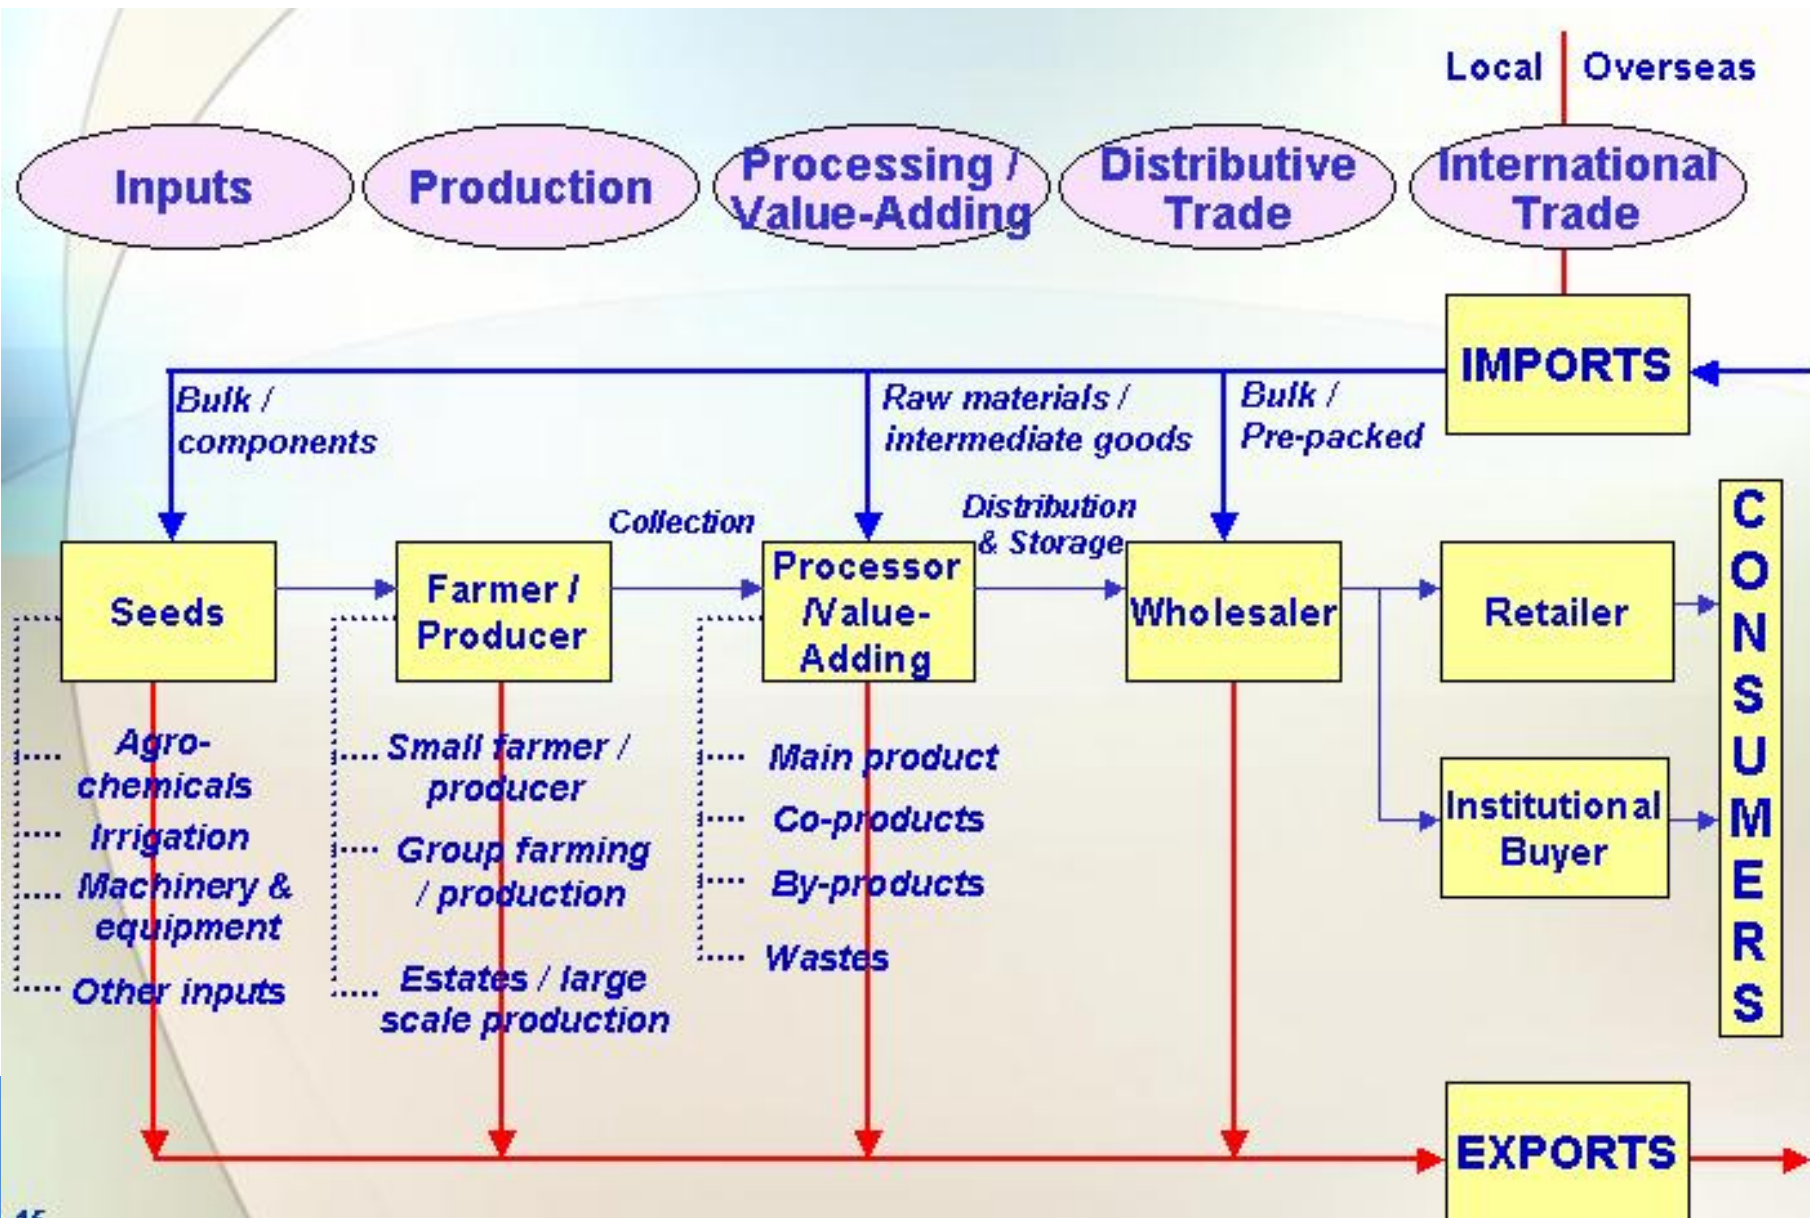 Local
Overseas
Inputs
Production
Processing /
Value-Adding
Distributive
Trade
International
Trade
IMPORTS
Bulk /
components
Raw materials /
intermediate goods
Bulk /
Pre-packed
Collection
Distribution
& Storage
Seeds
Farmer /
Producer
Processor
/Value-
Adding
Wholesaler
Retailer
Institutional
Buyer
CONSUMERS
Agro-
chemicals
Irrigation
Machinery &
equipment
Other inputs
Small farmer /
producer
Group farming
/ production
Estates / large
scale production
Main product
Co-products
By-products
Wastes
EXPORTS